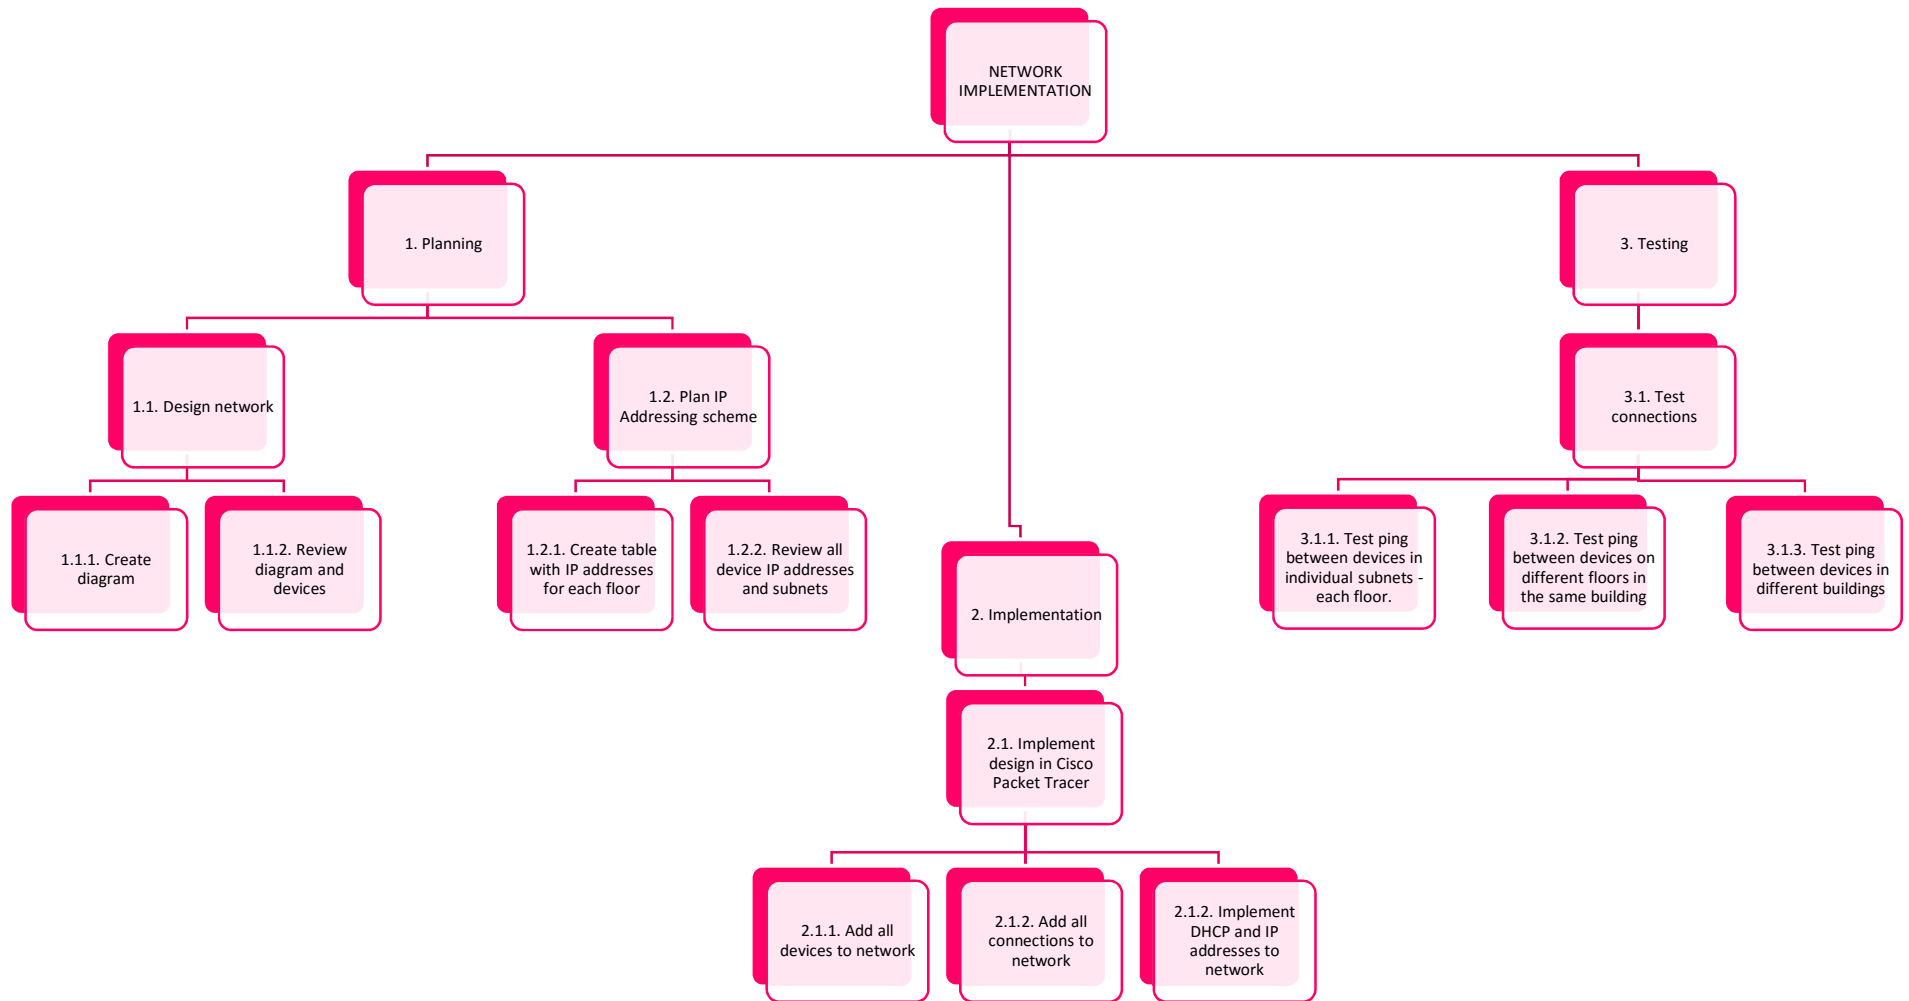 NETWORK
IMPLEMENTATION
1. Planning
3. Testing
1.1. Design network
1.2. Plan IP
Addressing scheme
3.1. Test
connections
1.1.1. Create
diagram
1.1.2. Review
diagram and
devices
1.2.1. Create table
with IP addresses
for each floor
1.2.2. Review all
device IP addresses
and subnets
2. Implementation
3.1.1. Test ping
between devices in
individual subnets -
each floor.
3.1.2. Test ping
between devices on
different floors in
the same building
3.1.3. Test ping
between devices in
different buildings
2.1. Implement
design in Cisco
Packet Tracer
2.1.1. Add all
devices to network
2.1.2. Add all
connections to
network
2.1.2. Implement
DHCP and IP
addresses to
network